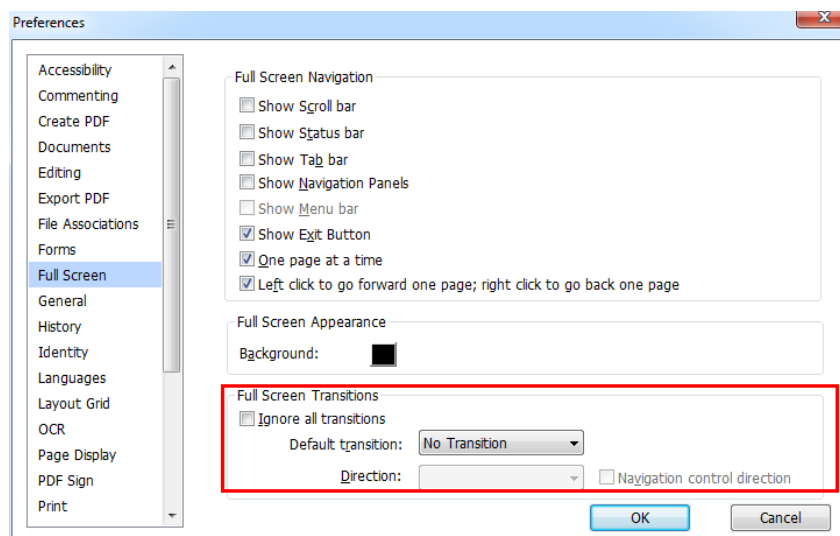 Preferences
X
Accessibility
Commenting
Create PDF
Documents
Editing
Export PDF
File Associations
Forms
Full Screen
General
History
Identity
Languages
Layout Grid
OCR
Page Display
PDF Sign
Print
Full Screen Navigation
Show Scroll bar
Show Status bar
Show Tab bar
Show Navigation Panels
Show Menu bar
Show Exit Button
One page at a time
Left click to go forward one page; right click to go back one page
Full Screen Appearance
Background:
Full Screen Transitions
Ignore all transitions
Default transition: No Transition
Direction: Navigation control direction
OK Cancel